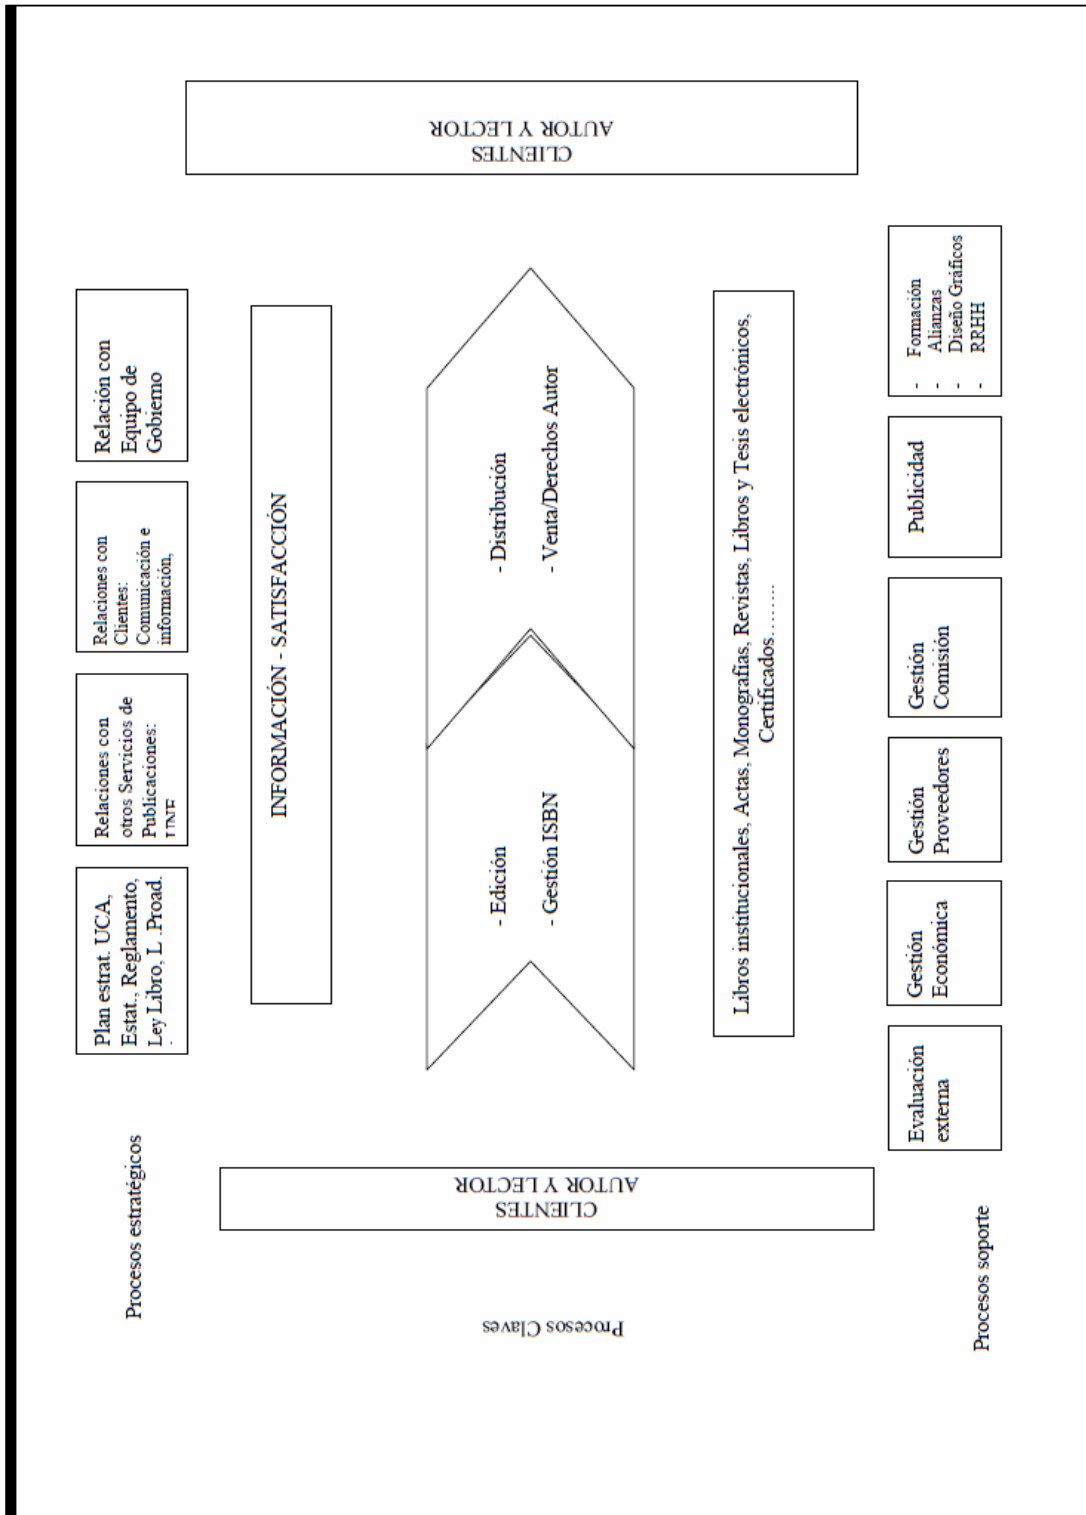 Procesos estratégicos
Plan estrat. UCA,
Estat., Reglamento,
Ley Libro, L .Proad.
.
Relaciones con
otros Servicios de
Publicaciones:
Relaciones con
Clientes:
Comunicación e
información,
Relación con
Equipo de
Gobierno
INFORMACIÓN - SATISFACCIÓN
Procesos Claves
CLIENTES
AUTOR Y LECTOR
- Edición
- Gestión ISBN
- Distribución
- Venta/Derechos Autor
CLIENTES
AUTOR Y LECTOR
Libros institucionales, Actas, Monografías, Revistas, Libros y Tesis electrónicos,
Certificados........
Procesos soporte
Evaluación
externa
Gestión
Económica
Gestión
Proveedores
Gestión
Comisión
Publicidad
- Formación
- Alianzas
- Diseño Gráficos
- RRHH